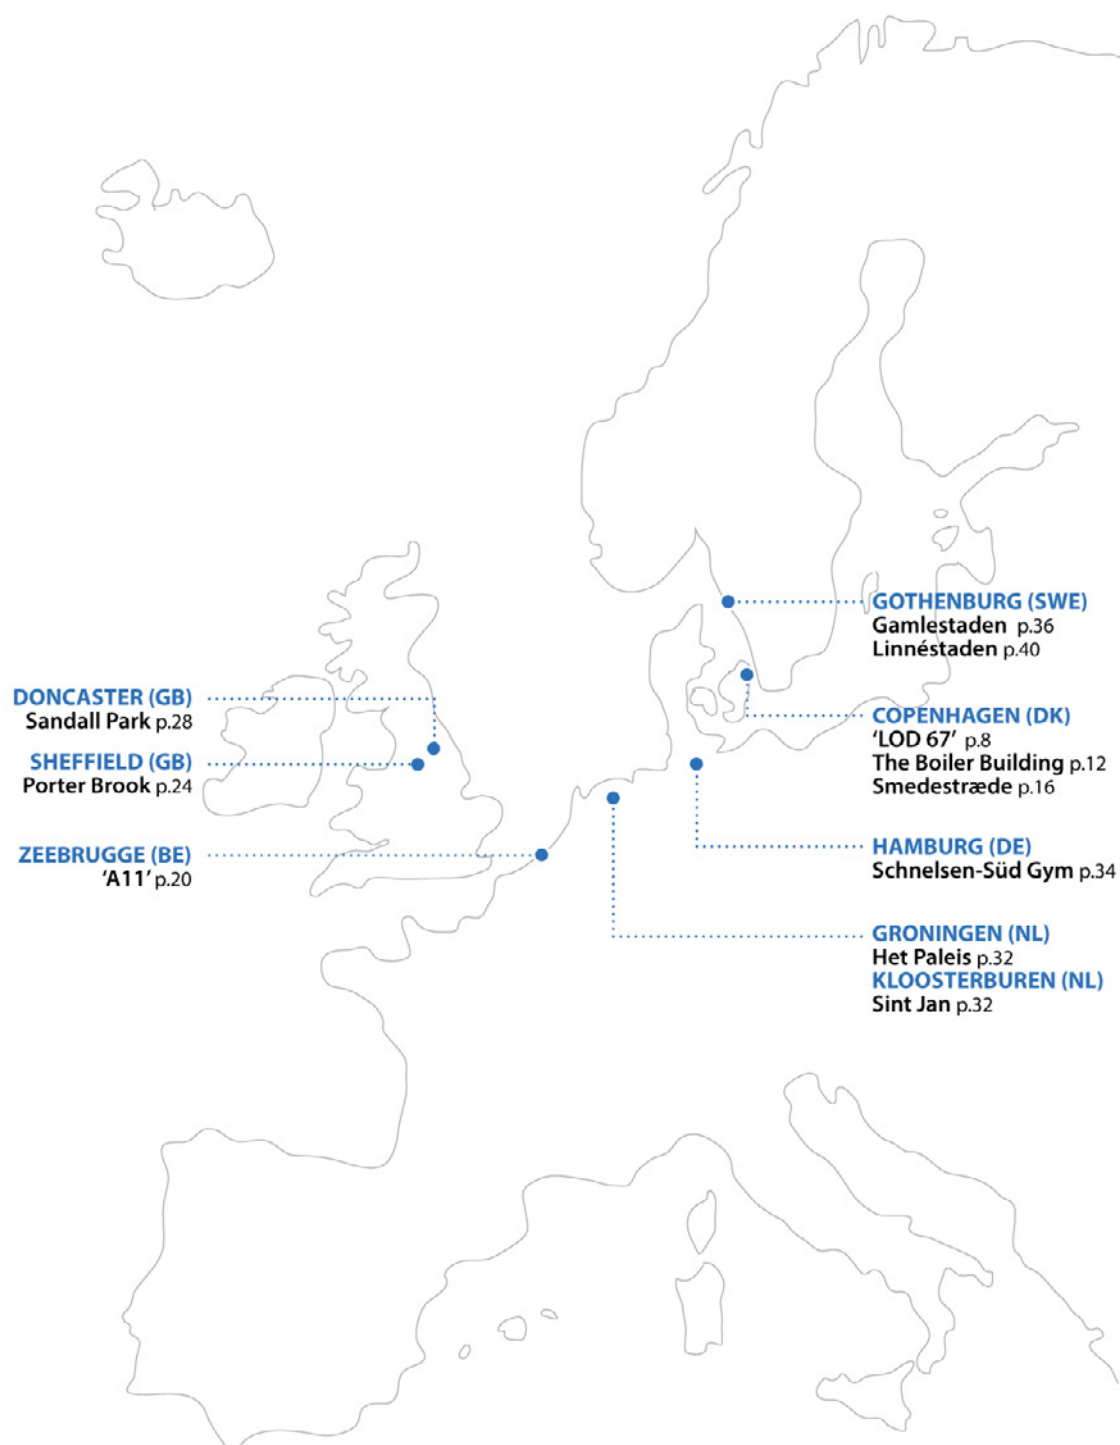 DONCASTER (GB)
Sandall Park p.28
SHEFFIELD (GB)
Porter Brook p.24
ZEEBRUGGE (BE)
‘A11’ p.20
GOTHENBURG (SWE)
Gamlestaden p.36
Linnéstaden p.40
COPENHAGEN (DK)
‘LOD 67’ p.8
The Boiler Building p.12
Smedestræde p.16
HAMBURG (DE)
Schnelsen-Süd Gym p.34
GRONINGEN (NL)
Het Paleis p.32
KLOOSTERBUREN (NL)
Sint Jan p.32